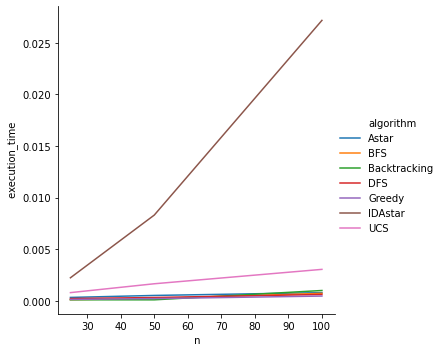 0.025
0.020
0.015
0.010
0.005
0.000
execution_time
30 40 50 60 70 80 90 100
n
algorithm
Astar
BFS
Backtracking
DFS
Greedy
IDAstar
UCS